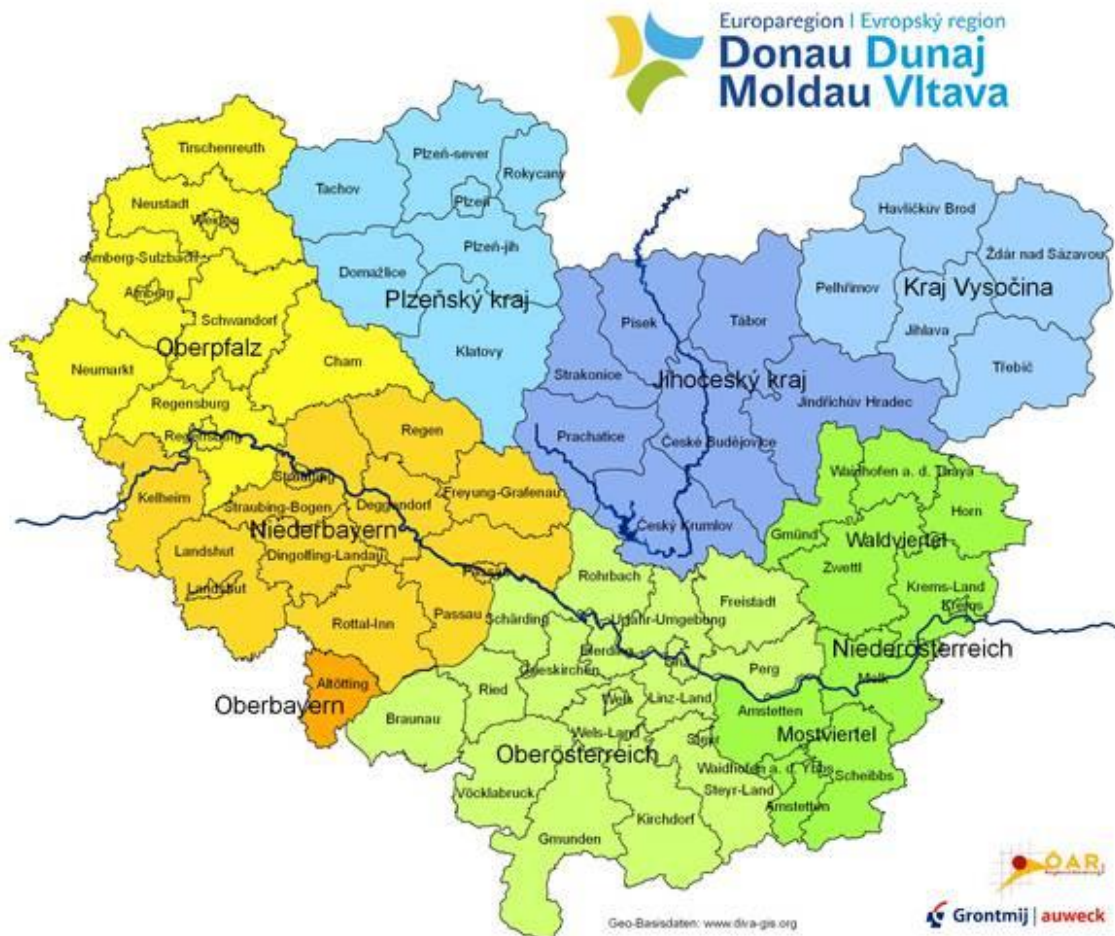 Europaregion | Evropský region
Donau Dunaj
Moldau Vltava
Tirschenreuth
Plzeň-sever
Rokycany
Tachov
Plzeň
Neustadt
Weiden
Havlíčkův Brod
Plzeň-jih
Amberg-Sulzbach
Domažlice
Žďár nad Sázavou
Amberg
Plzeňský kraj
Pelhřimov
Kraj Vysočina
Schwandorf
Písek
Tábor
Jihlava
Oberpfalz
Klatovy
Neumarkt
Cham
Strakonice
Třebíč
Jihočeský kraj
Jindřichův Hradec
Regensburg
Regen
Prachatice
České Budějovice
Regensburg
Waidhofen a. d. Thaya
Kelheim
Straubing
Freyung-Grafenau
Straubing-Bogen
Deggendorf
Horn
Niederbayern
Český Krumlov
Gmünd
Waldviertel
Landshut
Dingolfing-Landau
Zwettl
Passau
Rohrbach
Krems-Land
Landshut
Freistadt
Krems
Rottal-Inn
Passau
Schärding
Urfahr-Umgebung
Eferding
Niederösterreich
Grieskirchen
Linz
Perg
Melk
Altötting
Ried
Oberbayern
Wels
Linz-Land
Amstetten
Braunau
Wels-Land
Steyr
Mostviertel
Oberösterreich
Waidhofen a. d. Ybbs
Scheibbs
Vöcklabruck
Steyr-Land
Amstetten
Kirchdorf
Gmunden
ÖAR
Geo-Basisdaten: www.diva-gis.org
Grontmij | auweck